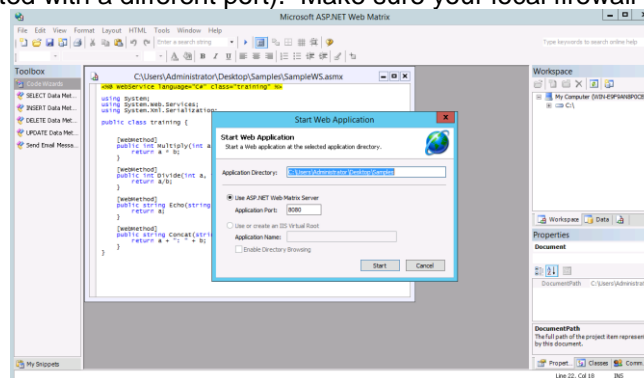 ted with a different port). Make sure your local firewall
Microsoft ASP.NET Web Matrix
File Edit View Format Layout HTML Tools Window Help
Enter a search string
Type keywords to search online help
Toolbox
Code Wizards
SELECT Data Met...
INSERT Data Met...
DELETE Data Met...
UPDATE Data Met...
Send Email Messa...
My Snippets
C:\Users\Administrator\Desktop\Samples\SampleWS.asmx
<%@ WebService language="C#" class="training" %>
using System;
using System.Web.Services;
using System.Xml.Serialization;
public class training {
[WebMethod]
public int Multiply(int a
return a * b;
}
[WebMethod]
public int Divide(int a,
return a/b;
}
[WebMethod]
public string Echo(string
return a;
}
[WebMethod]
public string Concat(stri
return a + ": " + b;
}
}
Start Web Application
Start Web Application
Start a Web application at the selected application directory.
Application Directory: C:\Users\Administrator\Desktop\Samples
Use ASP.NET Web Matrix Server
Application Port: 8080
Use or create an IIS Virtual Root
Application Name:
Enable Directory Browsing
Start Cancel
Workspace
My Computer
C:\
Workspace Data
Properties
Document
DocumentPath C:\Users\Administrat
DocumentPath
The full path of the project item represen
by this document.
Propet... Classes Comm.
Line 22, Col 18 INS